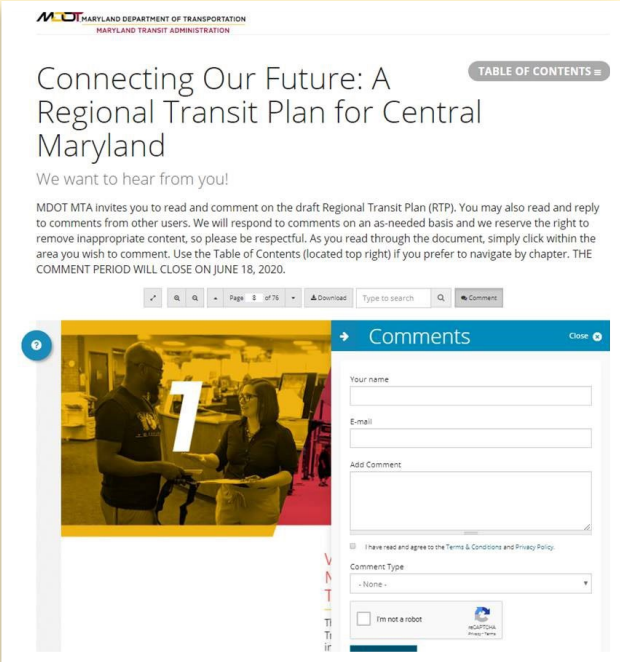 MDOT MARYLAND DEPARTMENT OF TRANSPORTATION
MARYLAND TRANSIT ADMINISTRATION
TABLE OF CONTENTS ≡
Connecting Our Future: A
Regional Transit Plan for Central
Maryland
We want to hear from you!
MDOT MTA invites you to read and comment on the draft Regional Transit Plan (RTP). You may also read and reply
to comments from other users. We will respond to comments on an as-needed basis and we reserve the right to
remove inappropriate content, so please be respectful. As you read through the document, simply click within the
area you wish to comment. Use the Table of Contents (located top right) if you prefer to navigate by chapter. THE
COMMENT PERIOD WILL CLOSE ON JUNE 18, 2020.
Page 8 of 76 Download Type to search Comment
Comments Close
?
1
Your name
E-mail
Add Comment
I have read and agree to the Terms & Conditions and Privacy Policy.
Comment Type
- None -
I'm not a robot
reCAPTCHA
Privacy - Terms
V
N
T
Th
Tr
in